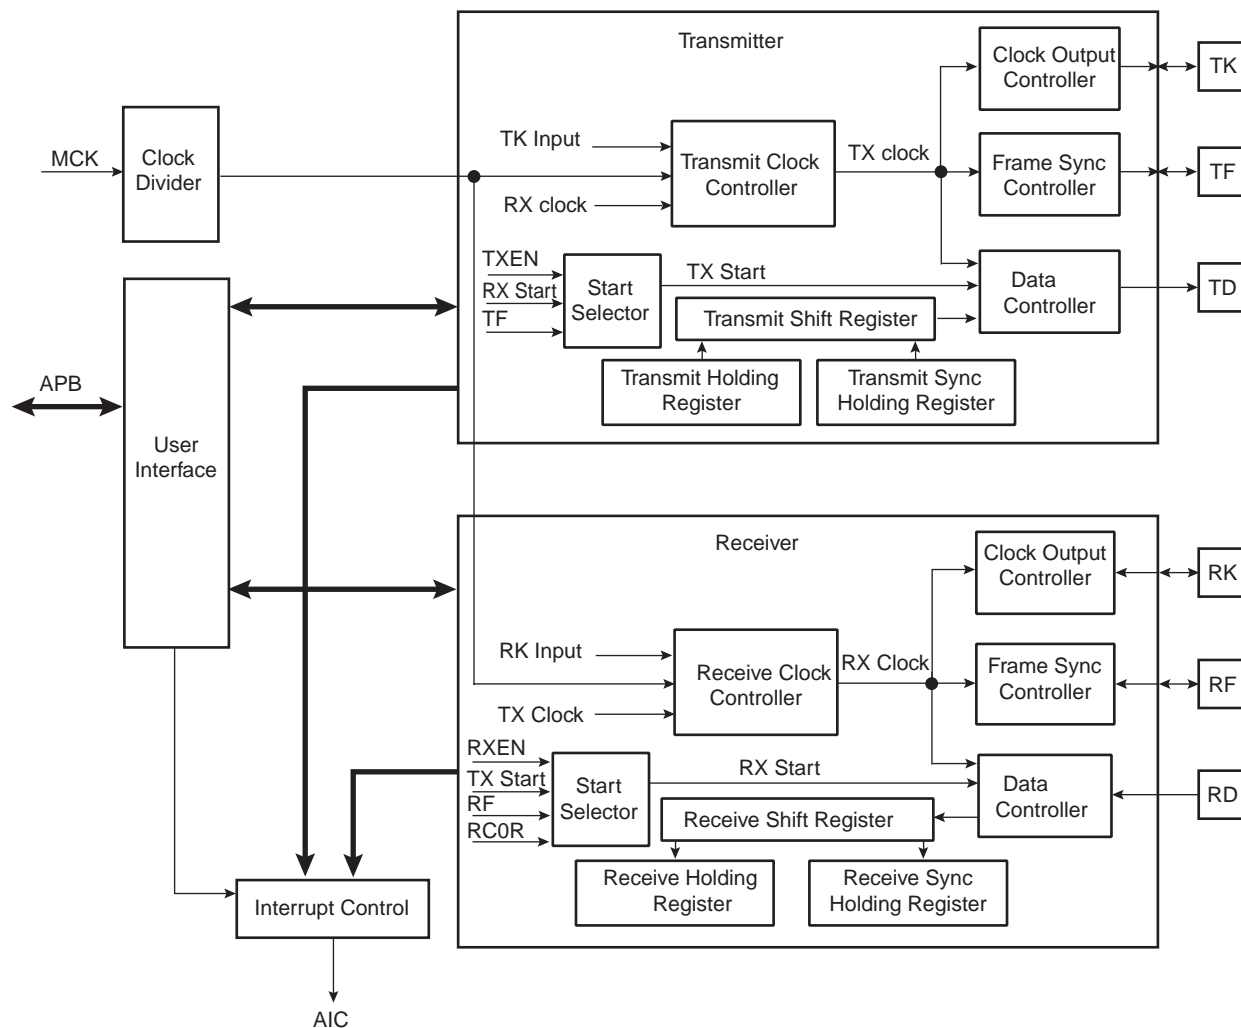 Transmitter
Clock Output
Controller
TK
MCK
Clock
Divider
TK Input
Transmit Clock
Controller
RX clock
TX clock
Frame Sync
Controller
TF
TXEN
RX Start
TF
Start
Selector
TX Start
Data
Controller
TD
Transmit Shift Register
Transmit Holding
Register
Transmit Sync
Holding Register
APB
User
Interface
Receiver
Clock Output
Controller
RK
RK Input
Receive Clock
Controller
TX Clock
RX Clock
Frame Sync
Controller
RF
RXEN
TX Start
RF
RC0R
Start
Selector
RX Start
Data
Controller
RD
Receive Shift Register
Receive Holding
Register
Receive Sync
Holding Register
Interrupt Control
AIC